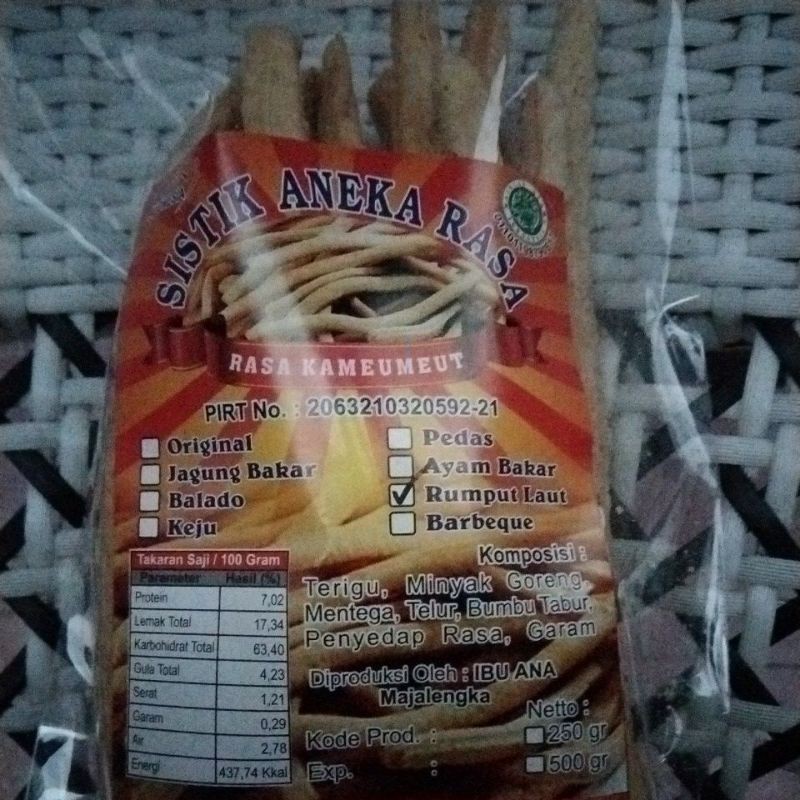 SISTIK ANEKA RASA
RASA KAMEUMEUT
PIRT No. : 2063210320592-21
Original
Jagung Bakar
Balado
Keju
Pedas
Ayam Bakar
Rumput Laut
Barbeque
Takaran Saji / 100 Gram
Parameter Hasil (%)
Protein 7,02
Lemak Total 17,34
Karbohidrat Total 63,40
Gula Total 4,23
Serat 1,21
Garam 0,29
Air 2,78
Energi 437,74 Kkal
Komposisi :
Terigu, Minyak Goreng,
Mentega, Telur, Bumbu Tabur,
Penyedap Rasa, Garam
Diproduksi Oleh : IBU ANA
Majalengka
Netto :
Kode Prod. :
250 gr
Exp. :
500 gr